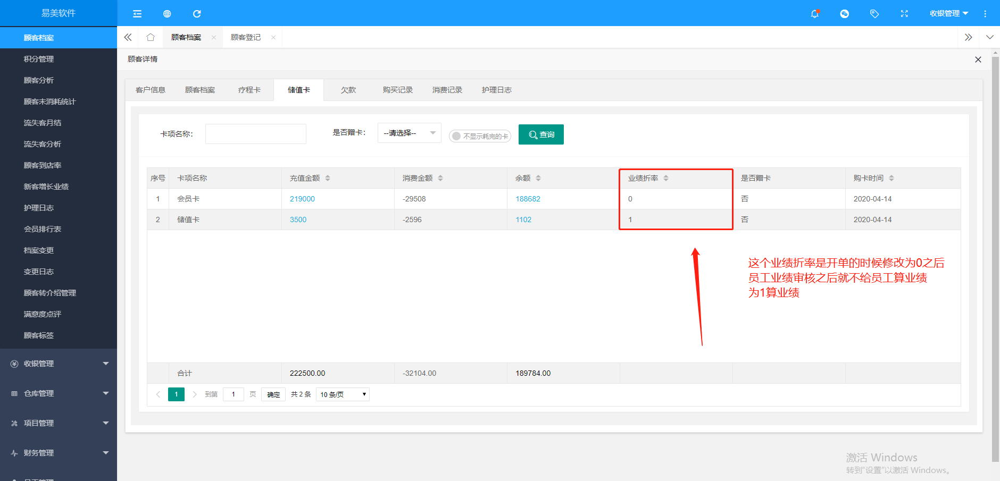 易美软件
收银管理
顾客档案
积分管理
顾客分析
顾客未消耗统计
流失客月结
流失客分析
顾客到店率
新客增长业绩
护理日志
会员排行表
档案变更
变更日志
顾客转介绍管理
满意度点评
顾客标签
收银管理
仓库管理
项目管理
财务管理
顾客档案 顾客登记
顾客详情
客户信息 顾客档案 疗程卡 储值卡 欠款 购买记录 消费记录 护理日志
卡项名称： 是否赠卡： --请选择-- 不显示耗完的卡 查询
序号 卡项名称 充值金额 消费金额 余额 业绩折率 是否赠卡 购卡时间
1 会员卡 219000 -29508 188682 0 否 2020-04-14
2 储值卡 3500 -2596 1102 1 否 2020-04-14
这个业绩折率是开单的时候修改为0之后
员工业绩审核之后就不给员工算业绩
为1算业绩
合计 222500.00 -32104.00 189784.00
1 到第 1 页 确定 共 2 条 10 条/页
激活 Windows
转到"设置"以激活 Windows。